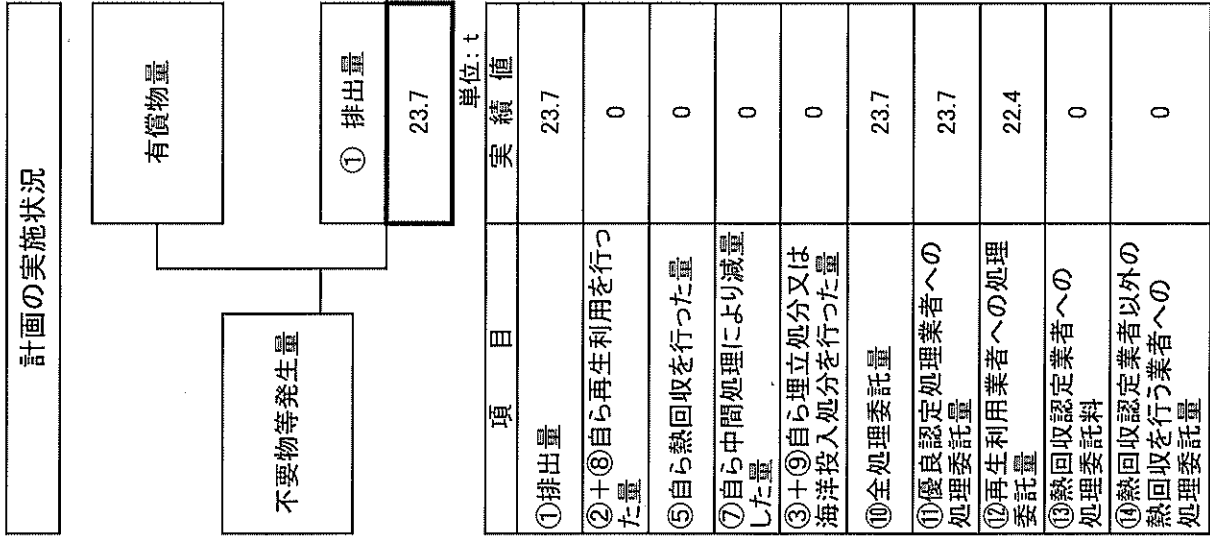 計画の実施状況
不要物等発生量
有償物量
① 排出量
23.7
単位:t
項 目
実 績 値
①排出量
23.7
②+⑧自ら再生利用を行っ
た量
0
⑤自ら熱回収を行った量
0
⑦自ら中間処理により減量
した量
0
③+⑨自ら埋立処分又は
海洋投入処分を行った量
0
⑩全処理委託量
23.7
⑪優良認定処理業者への
処理委託量
23.7
⑫再生利用業者への処理
委託量
22.4
⑬熱回収認定業者への
処理委託料
0
⑭熱回収認定業者以外の
熱回収を行う業者への
処理委託量
0